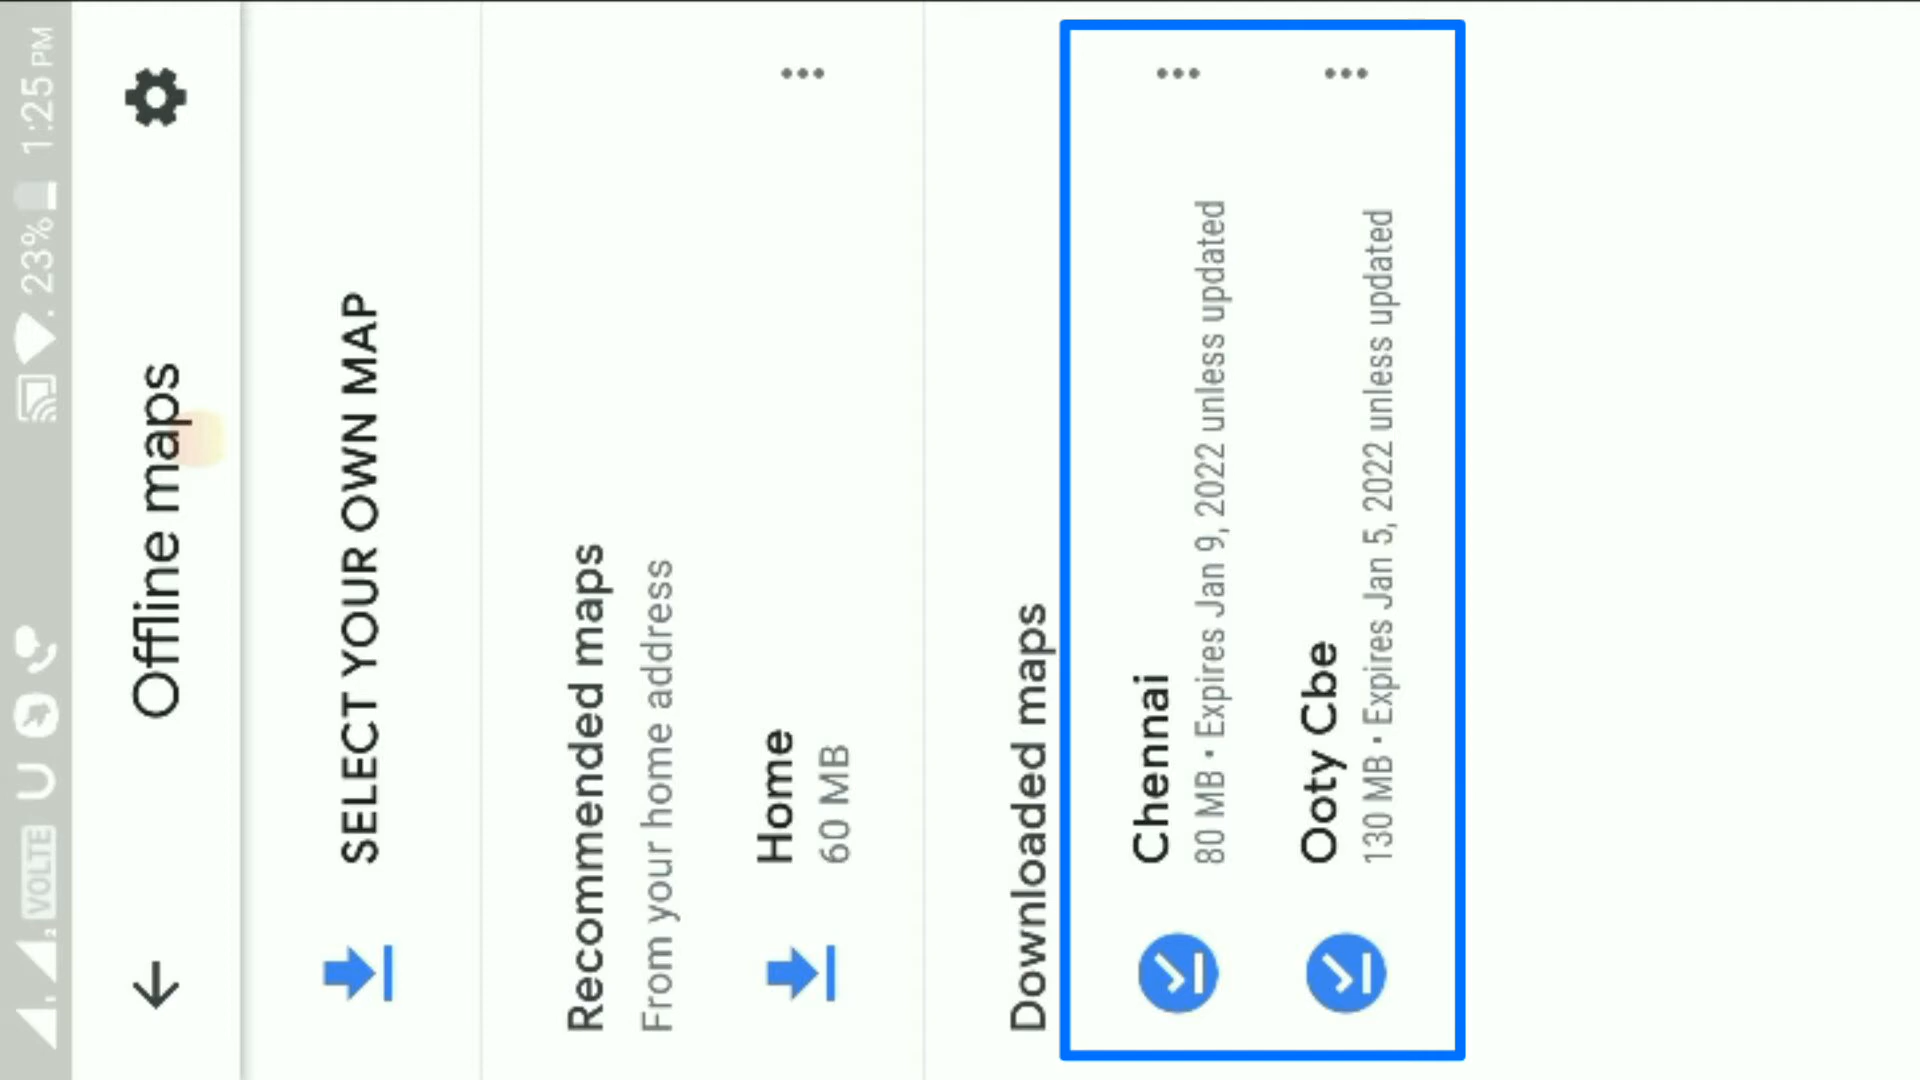 VOLTE 23% 1:25 PM
Offline maps
SELECT YOUR OWN MAP
Recommended maps
From your home address
Home
60 MB
Downloaded maps
Chennai
80 MB • Expires Jan 9, 2022 unless updated
Ooty Cbe
130 MB • Expires Jan 5, 2022 unless updated